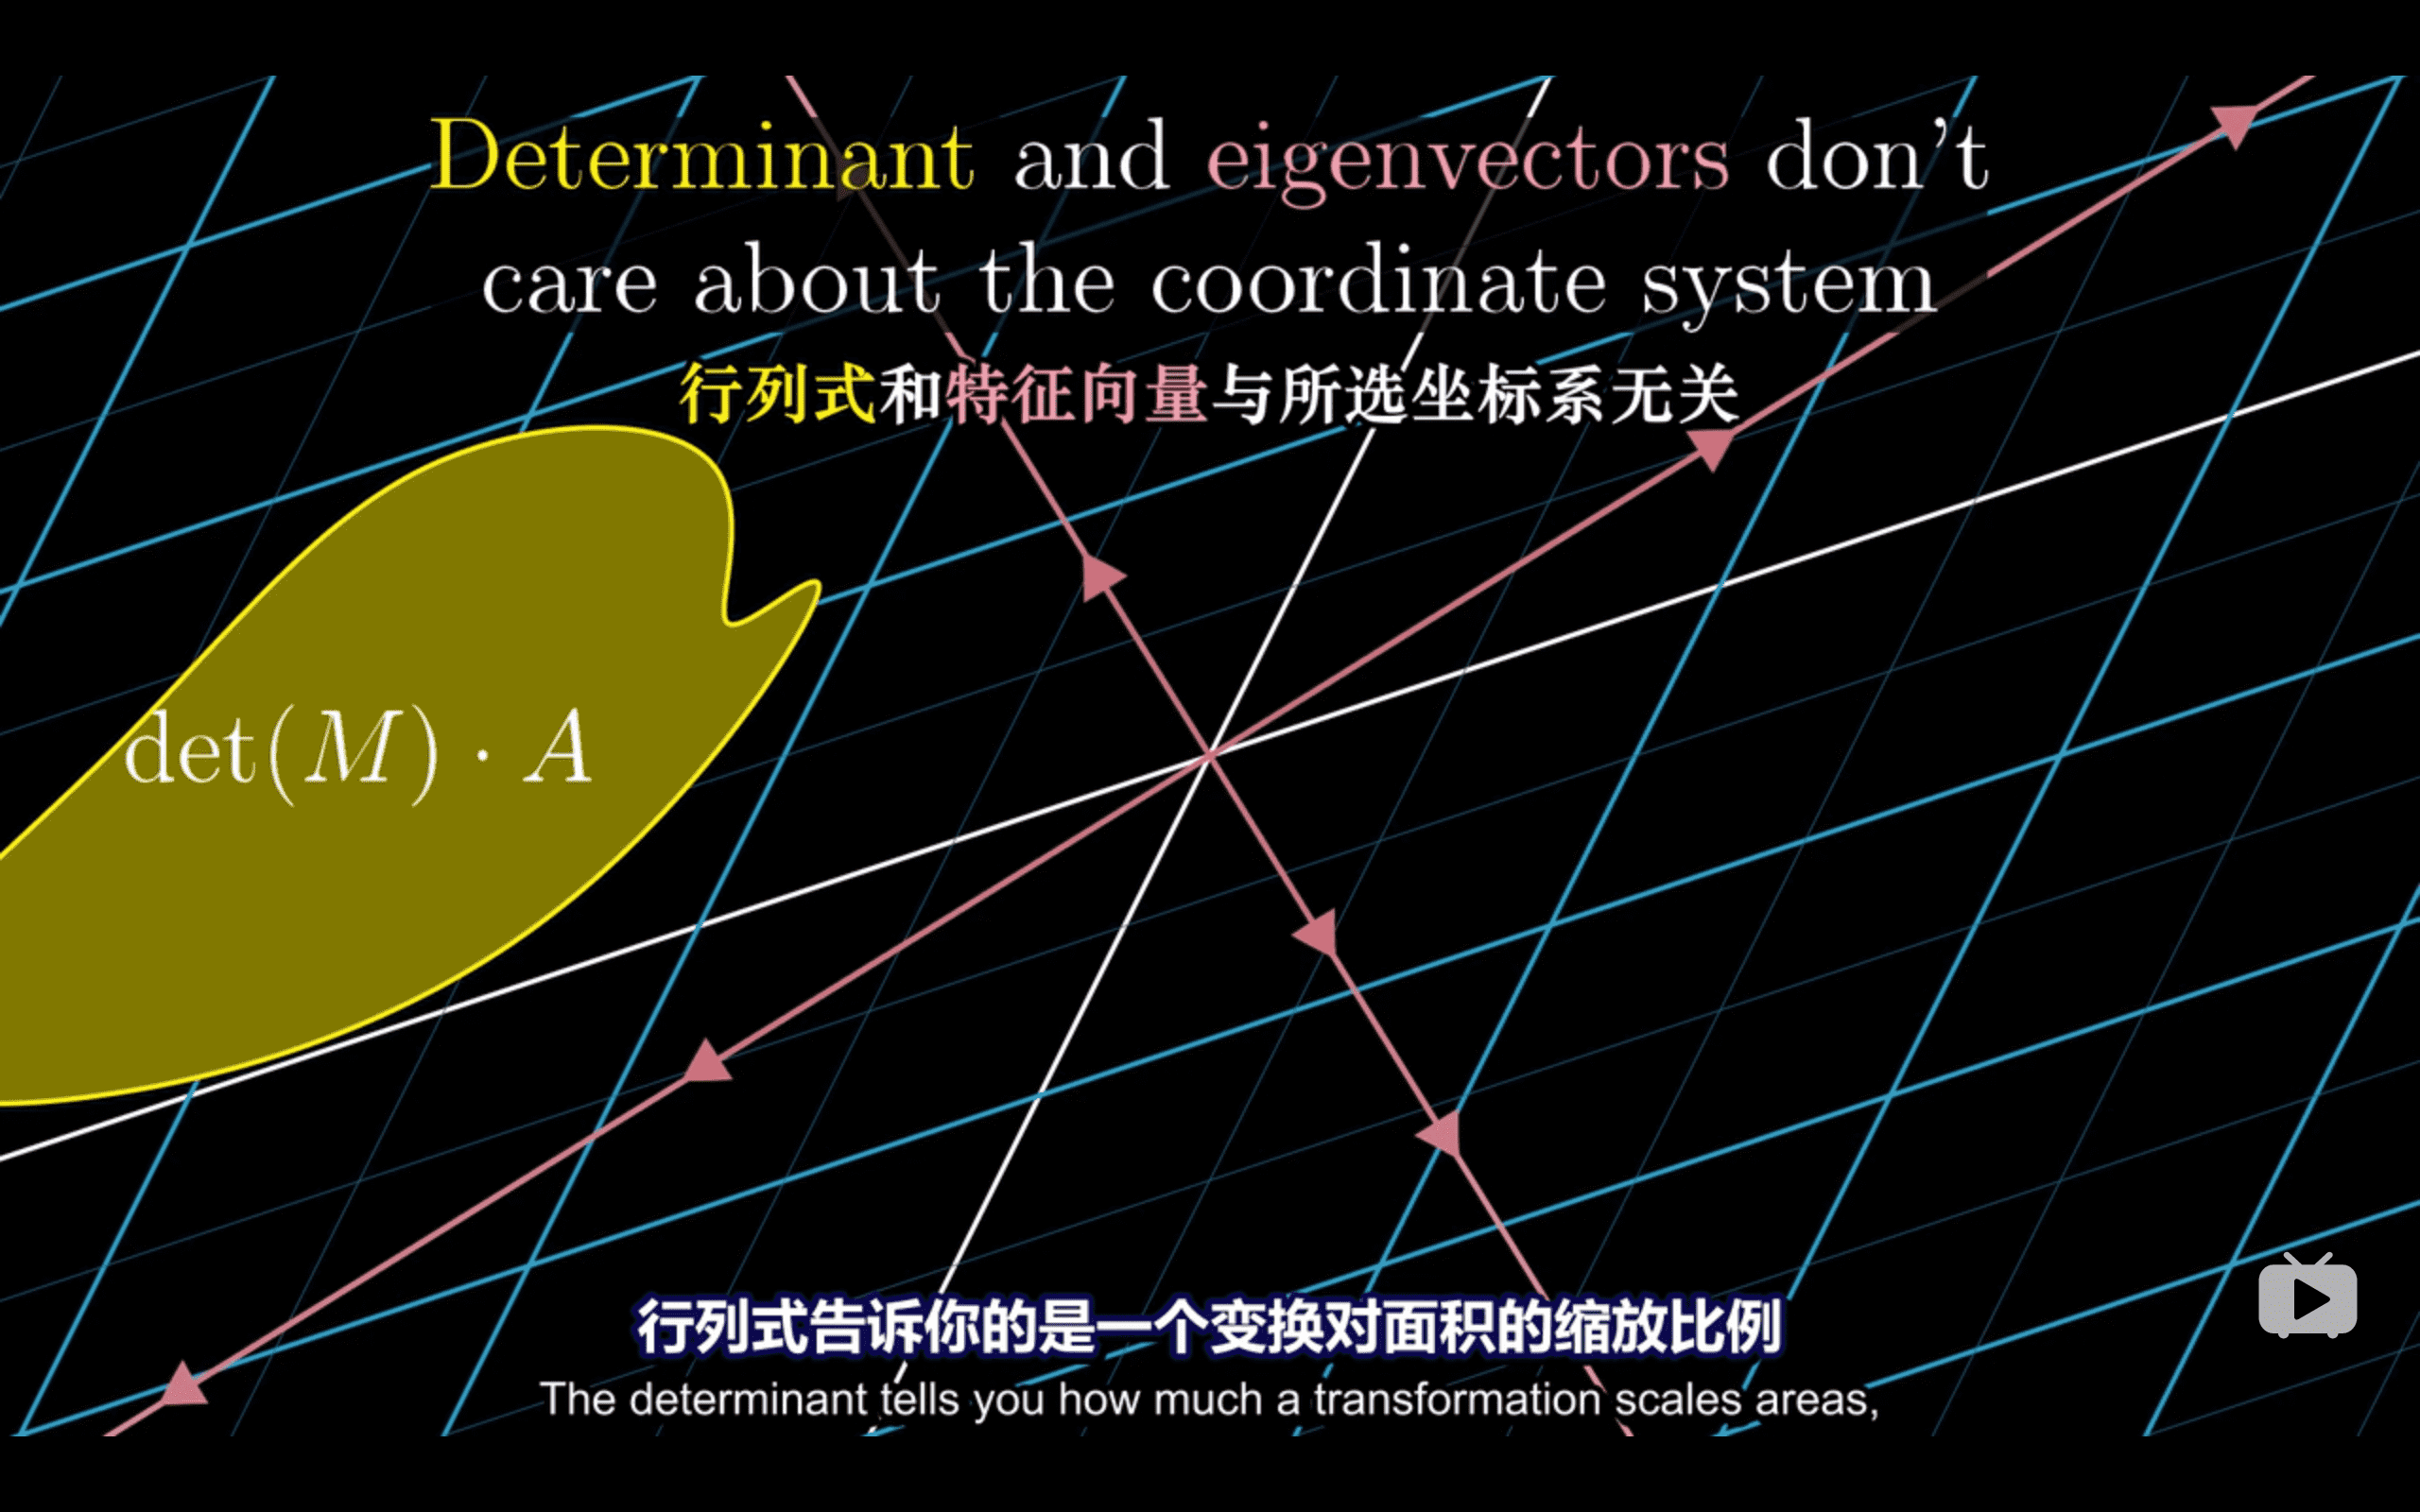 Determinant and eigenvectors don't
care about the coordinate system
行列式和特征向量与所选坐标系无关
det(M) · A
行列式告诉你的是一个变换对面积的缩放比例
The determinant tells you how much a transformation scales areas,